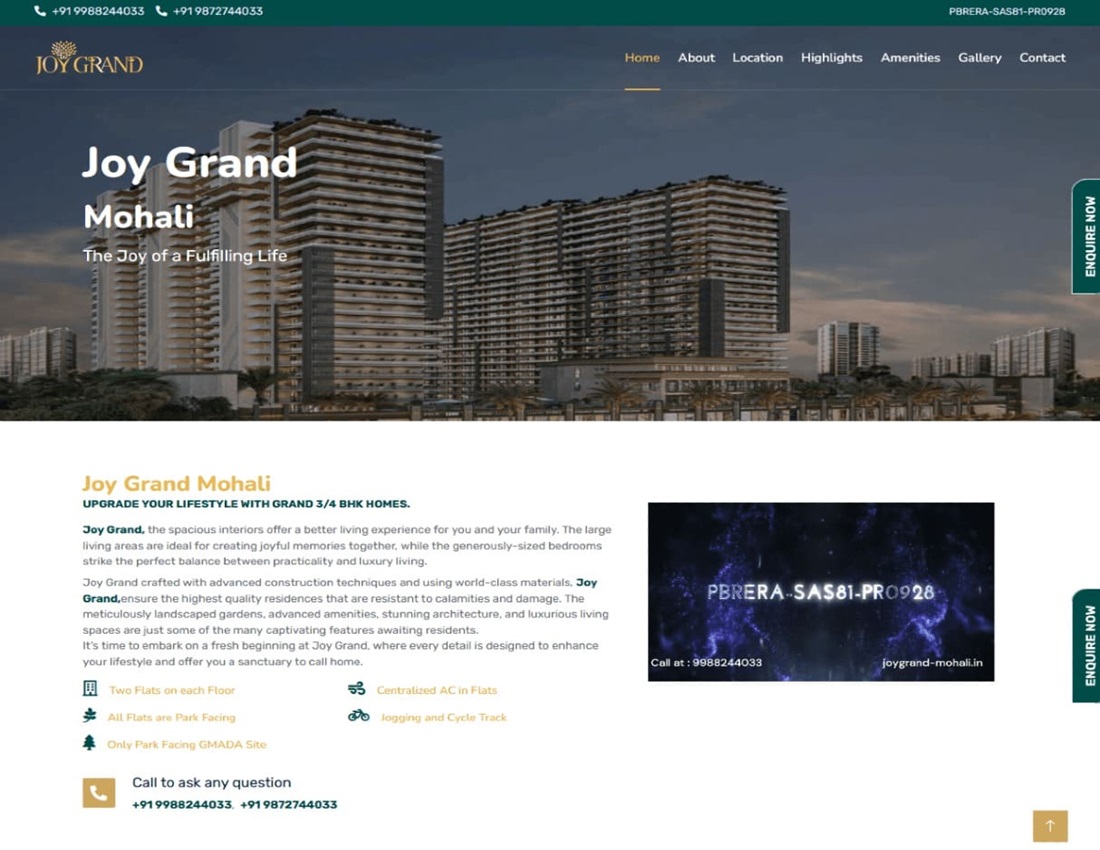 +91 9988244033 +91 9872744033 PBRERA-SAS81-PR0928
JOY GRAND
Home About Location Highlights Amenities Gallery Contact
Joy Grand
Mohali
The Joy of a Fulfilling Life
ENQUIRE NOW
Joy Grand Mohali
UPGRADE YOUR LIFESTYLE WITH GRAND 3/4 BHK HOMES.
Joy Grand, the spacious interiors offer a better living experience for you and your family. The large
living areas are ideal for creating joyful memories together, while the generously-sized bedrooms
strike the perfect balance between practicality and luxury living.
Joy Grand crafted with advanced construction techniques and using world-class materials, Joy
Grand,ensure the highest quality residences that are resistant to calamities and damage. The
meticulously landscaped gardens, advanced amenities, stunning architecture, and luxurious living
spaces are just some of the many captivating features awaiting residents.
It's time to embark on a fresh beginning at Joy Grand, where every detail is designed to enhance
your lifestyle and offer you a sanctuary to call home.
PBRERA-SAS81-PR0928
Call at : 9988244033 joygrand-mohali.in
ENQUIRE NOW
Two Flats on each Floor Centralized AC in Flats
All Flats are Park Facing Jogging and Cycle Track
Only Park Facing GMADA Site
Call to ask any question
+91 9988244033, +91 9872744033